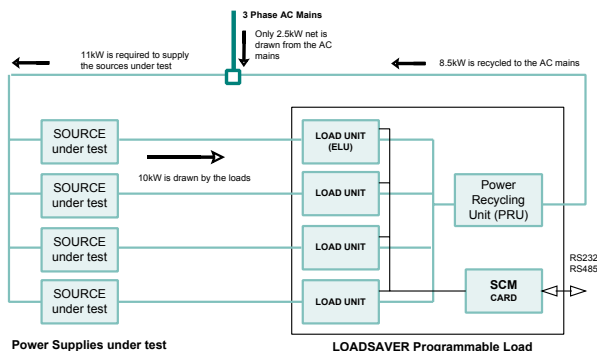 3 Phase AC Mains
Only 2.5kW net is
drawn from the AC
mains
11kW is required to supply
the sources under test
8.5kW is recycled to the AC mains
SOURCE
under test
LOAD UNIT
(ELU)
10kW is drawn by the loads
SOURCE
under test
LOAD UNIT
Power
Recycling
Unit (PRU)
SOURCE
under test
LOAD UNIT
RS232
RS485
SOURCE
under test
LOAD UNIT
SCM
CARD
Power Supplies under test
LOADSAVER Programmable Load